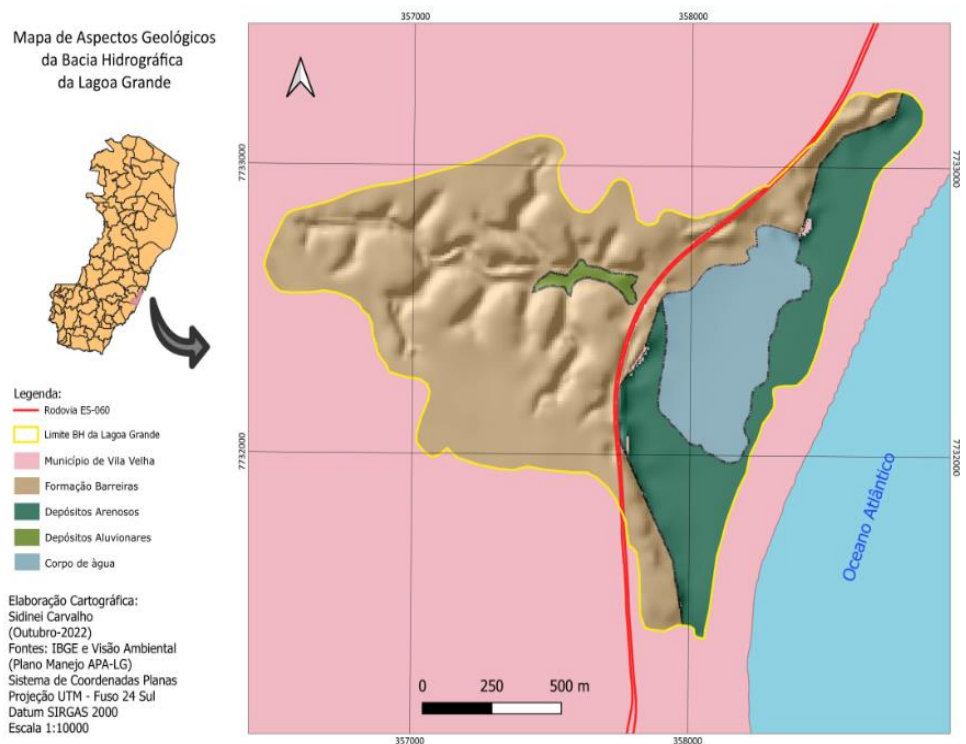 Mapa de Aspectos Geológicos
da Bacia Hidrográfica
da Lagoa Grande
Legenda:
Rodovia ES-060
Limite BH da Lagoa Grande
Município de Vila Velha
Formação Barreiras
Depósitos Arenosos
Depósitos Aluvionares
Corpo de àgua
Elaboração Cartográfica:
Sidinei Carvalho
(Outubro-2022)
Fontes: IBGE e Visão Ambiental
(Plano Manejo APA-LG)
Sistema de Coordenadas Planas
Projeção UTM - Fuso 24 Sul
Datum SIRGAS 2000
Escala 1:10000
357000
358000
7733000
7733000
7732000
7732000
Oceano Atlântico
0 250 500 m
357000
358000